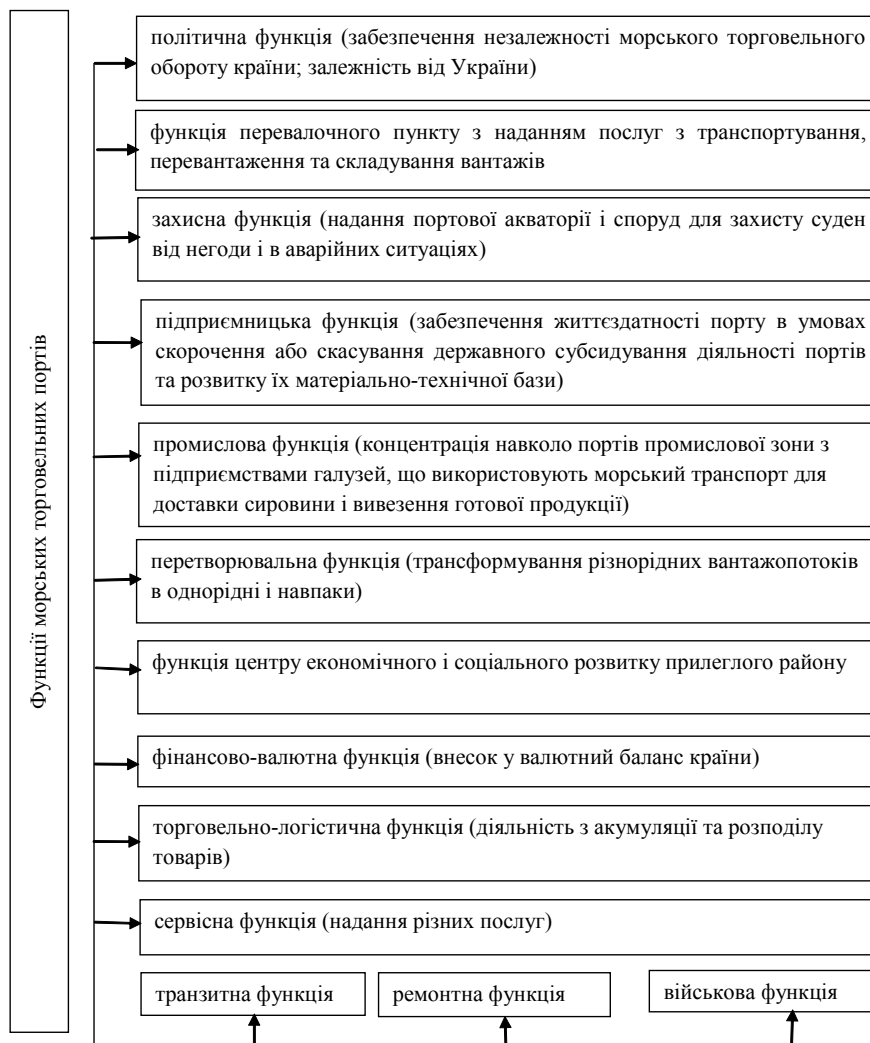 Функції морських торговельних портів
політична функція (забезпечення незалежності морського торговельного
обороту країни; залежність від України)
функція перевалочного пункту з наданням послуг з транспортування,
перевантаження та складування вантажів
захисна функція (надання портової акваторії і споруд для захисту суден
від негоди і в аварійних ситуаціях)
підприємницька функція (забезпечення життєздатності порту в умовах
скорочення або скасування державного субсидування діяльності портів
та розвитку їх матеріально-технічної бази)
промислова функція (концентрація навколо портів промислової зони з
підприємствами галузей, що використовують морський транспорт для
доставки сировини і вивезення готової продукції)
перетворювальна функція (трансформування різнорідних вантажопотоків
в однорідні і навпаки)
функція центру економічного і соціального розвитку прилеглого району
фінансово-валютна функція (внесок у валютний баланс країни)
торговельно-логістична функція (діяльність з акумуляції та розподілу
товарів)
сервісна функція (надання різних послуг)
транзитна функція
ремонтна функція
військова функція